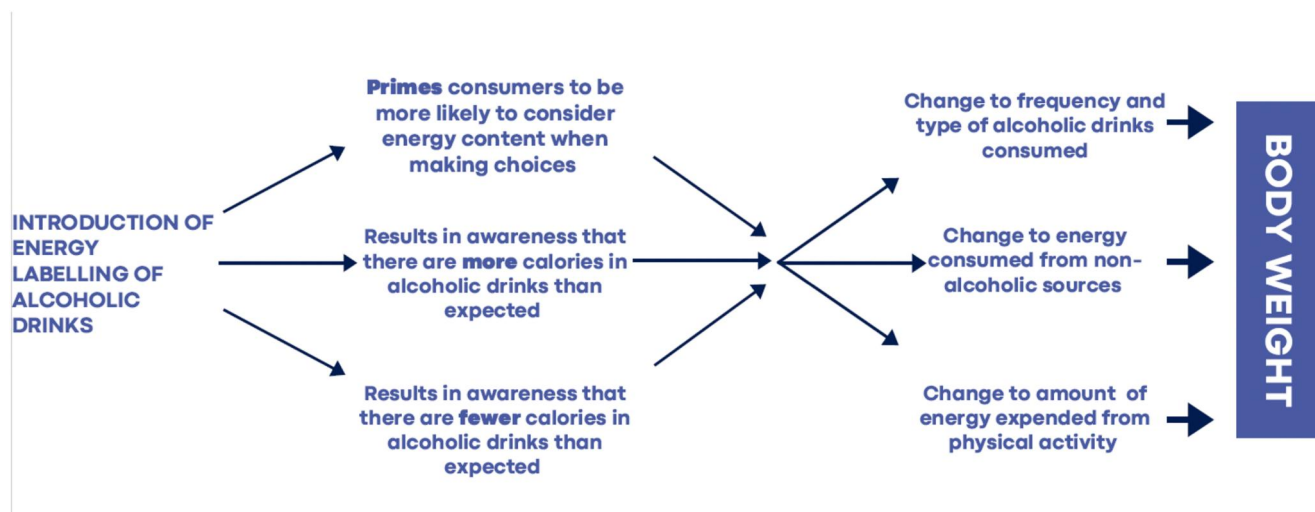 INTRODUCTION OF
ENERGY
LABELLING OF
ALCOHOLIC
DRINKS
Primes consumers to be
more likely to consider
energy content when
making choices
Results in awareness that
there are more calories in
alcoholic drinks than
expected
Results in awareness that
there are fewer calories in
alcoholic drinks than
expected
Change to frequency and
type of alcoholic drinks
consumed
Change to energy
consumed from non-
alcoholic sources
Change to amount of
energy expended from
physical activity
BODY WEIGHT